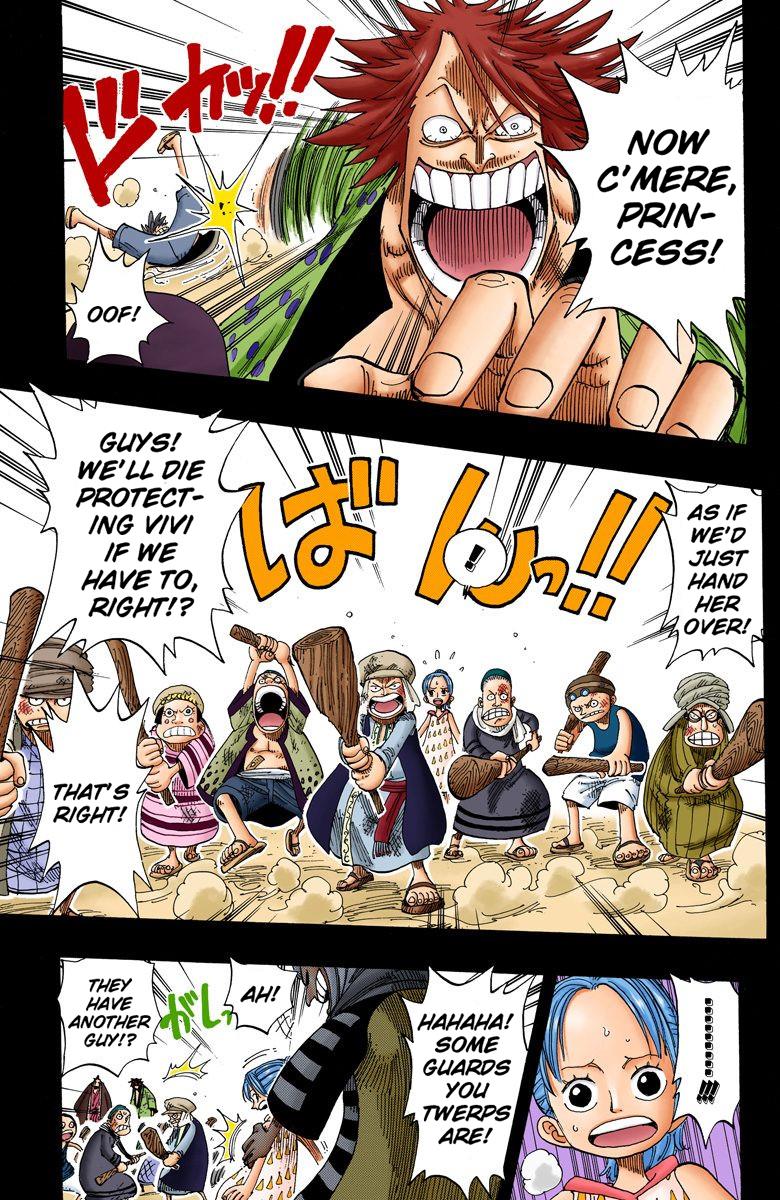 ドカッ!!
NOW
C'MERE,
PRIN-
CESS!
OOF!
GUYS!
WE'LL DIE
PROTECT-
ING VIVI
IF WE
HAVE TO,
RIGHT!?
ばんっ!!
!
AS IF
WE'D
JUST
HAND
HER
OVER!
THAT'S
RIGHT!
THEY
HAVE
ANOTHER
GUY!?
がしっ
AH!
HAHAHA!
SOME
GUARDS
YOU
TWERPS
ARE!
............!!!